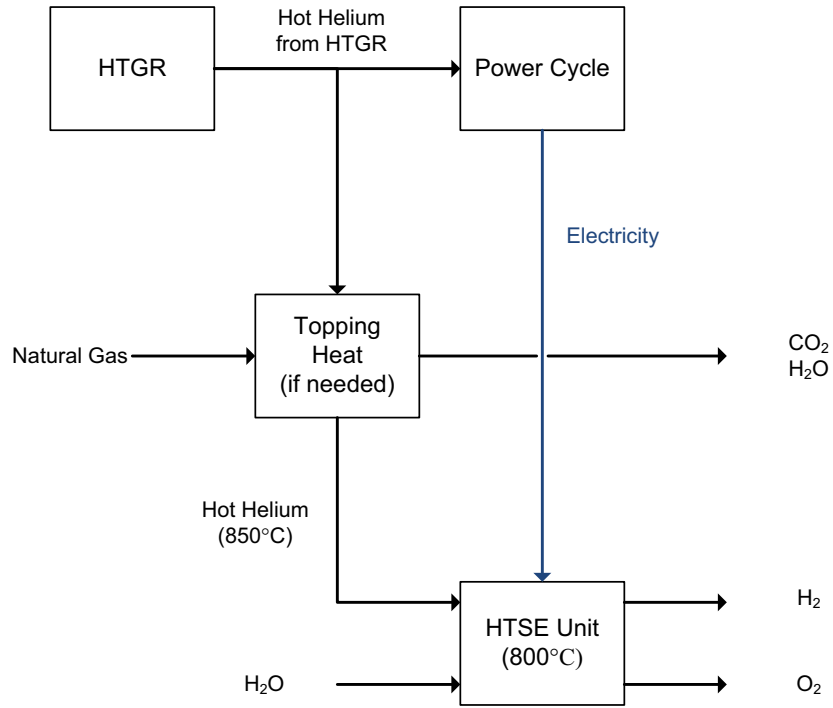 Hot Helium
from HTGR
HTGR
Power Cycle
Electricity
Topping
Heat
(if needed)
Natural Gas
CO₂
H₂O
Hot Helium
(850°C)
HTSE Unit
(800°C)
H₂
H₂O
O₂